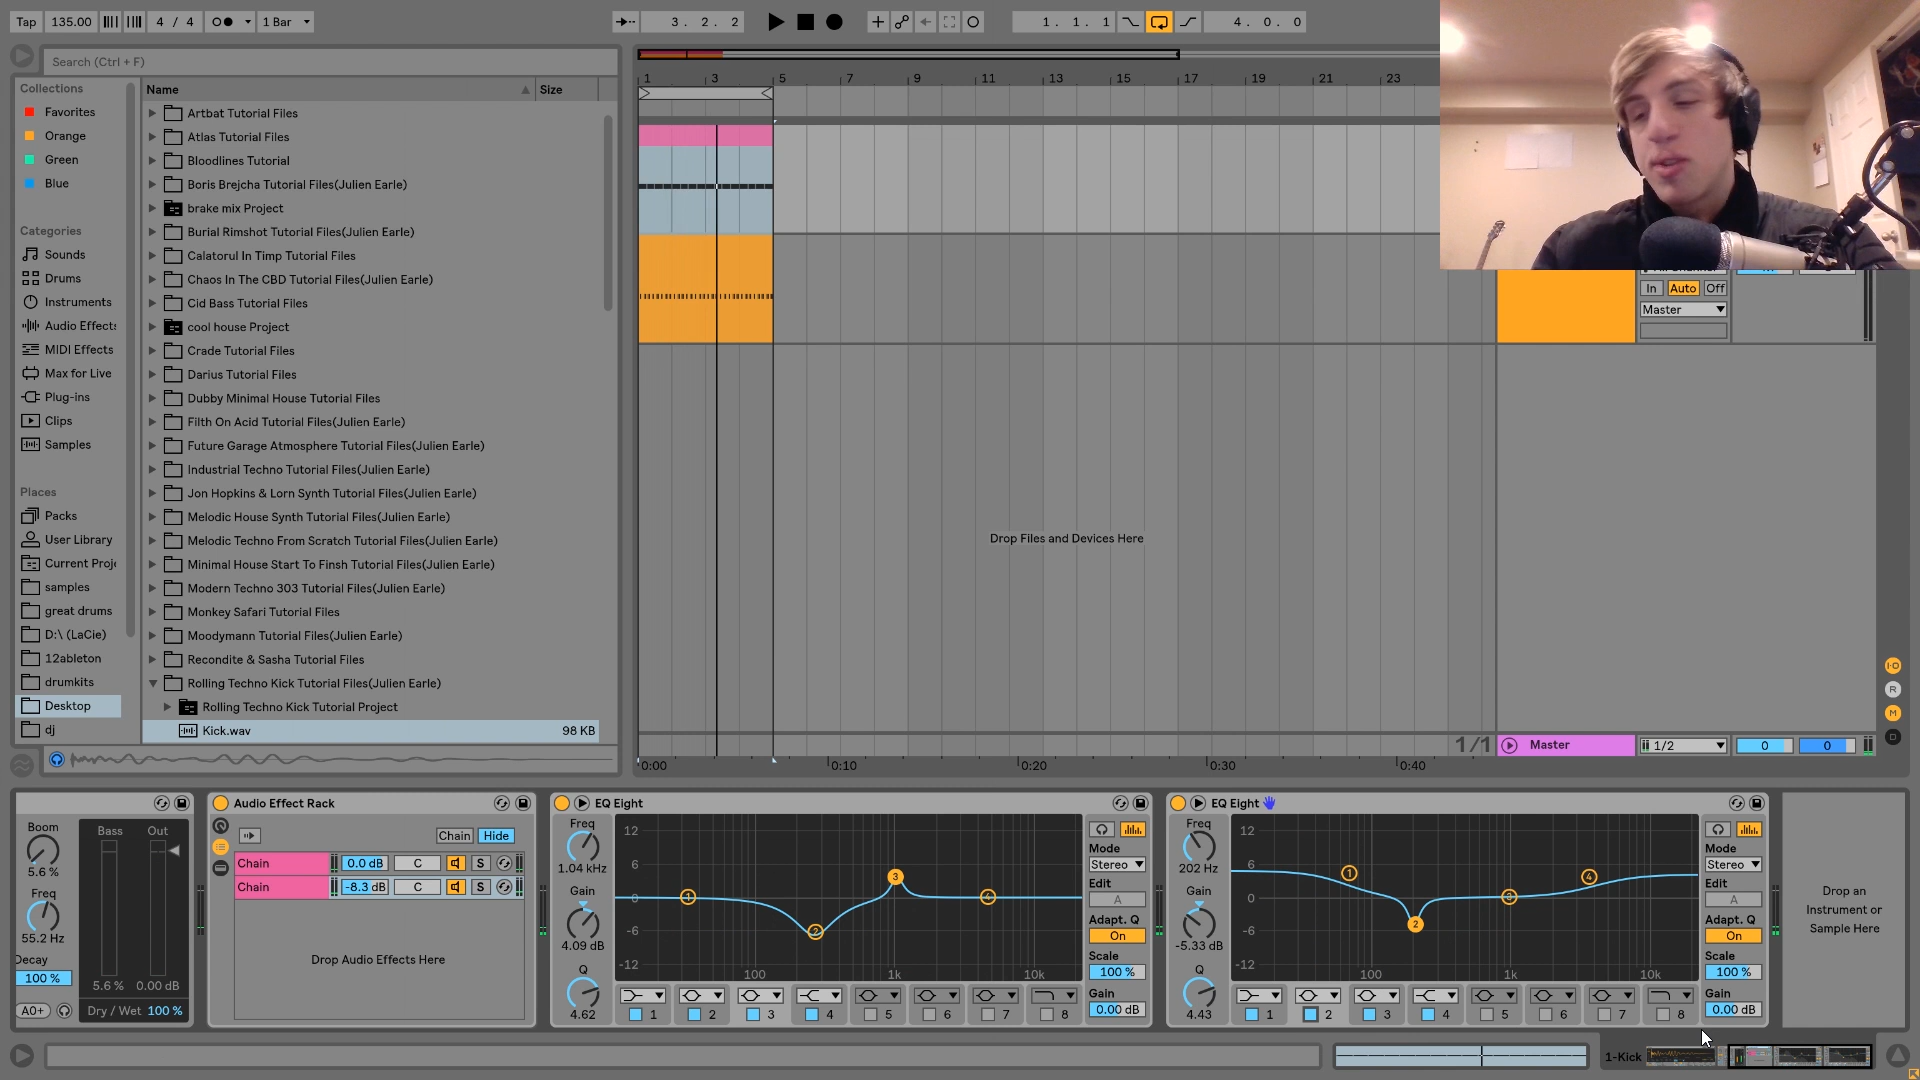 Tap 135.00 4 / 4 1 Bar 3. 2. 2 1. 1. 1 4. 0. 0
Search (Ctrl + F)
Collections
Favorites
Orange
Green
Blue
Categories
Sounds
Drums
Instruments
Audio Effects
MIDI Effects
Max for Live
Plug-ins
Clips
Samples
Places
Packs
User Library
Current Proje
samples
great drums
D:\ (LaCie)
12ableton
drumkits
Desktop
dj
Name Size
Artbat Tutorial Files
Atlas Tutorial Files
Bloodlines Tutorial
Boris Brejcha Tutorial Files(Julien Earle)
brake mix Project
Burial Rimshot Tutorial Files(Julien Earle)
Calatorul In Timp Tutorial Files
Chaos In The CBD Tutorial Files(Julien Earle)
Cid Bass Tutorial Files
cool house Project
Crade Tutorial Files
Darius Tutorial Files
Dubby Minimal House Tutorial Files
Filth On Acid Tutorial Files(Julien Earle)
Future Garage Atmosphere Tutorial Files(Julien Earle)
Industrial Techno Tutorial Files(Julien Earle)
Jon Hopkins & Lorn Synth Tutorial Files(Julien Earle)
Melodic House Synth Tutorial Files(Julien Earle)
Melodic Techno From Scratch Tutorial Files(Julien Earle)
Minimal House Start To Finsh Tutorial Files(Julien Earle)
Modern Techno 303 Tutorial Files(Julien Earle)
Monkey Safari Tutorial Files
Moodymann Tutorial Files(Julien Earle)
Recondite & Sasha Tutorial Files
Rolling Techno Kick Tutorial Files(Julien Earle)
Rolling Techno Kick Tutorial Project
Kick.wav 98 KB
1 3 5 7 9 11 13 15 17 19 21 23
In Auto Off
Master
Drop Files and Devices Here
I·O
R
M
D
1/1 Master 1/2 0 0
0:00 0:10 0:20 0:30 0:40
Boom
5.6 %
Freq
55.2 Hz
Decay
100 %
A0+
Bass Out
5.6 % 0.00 dB
Dry / Wet 100 %
Audio Effect Rack
Chain Hide
Chain 0.0 dB C S
Chain -8.3 dB C S
Drop Audio Effects Here
EQ Eight
Freq
1.04 kHz
Gain
4.09 dB
Q
4.62
12
6
0
-6
-12
1 2 3 4
100 1k 10k
1 2 3 4 5 6 7 8
Mode
Stereo
Edit
A
Adapt. Q
On
Scale
100 %
Gain
0.00 dB
EQ Eight
Freq
202 Hz
Gain
-5.33 dB
Q
4.43
12
6
0
-6
-12
1 2 3 4
100 1k 10k
1 2 3 4 5 6 7 8
Mode
Stereo
Edit
A
Adapt. Q
On
Scale
100 %
Gain
0.00 dB
Drop an
Instrument or
Sample Here
1-Kick